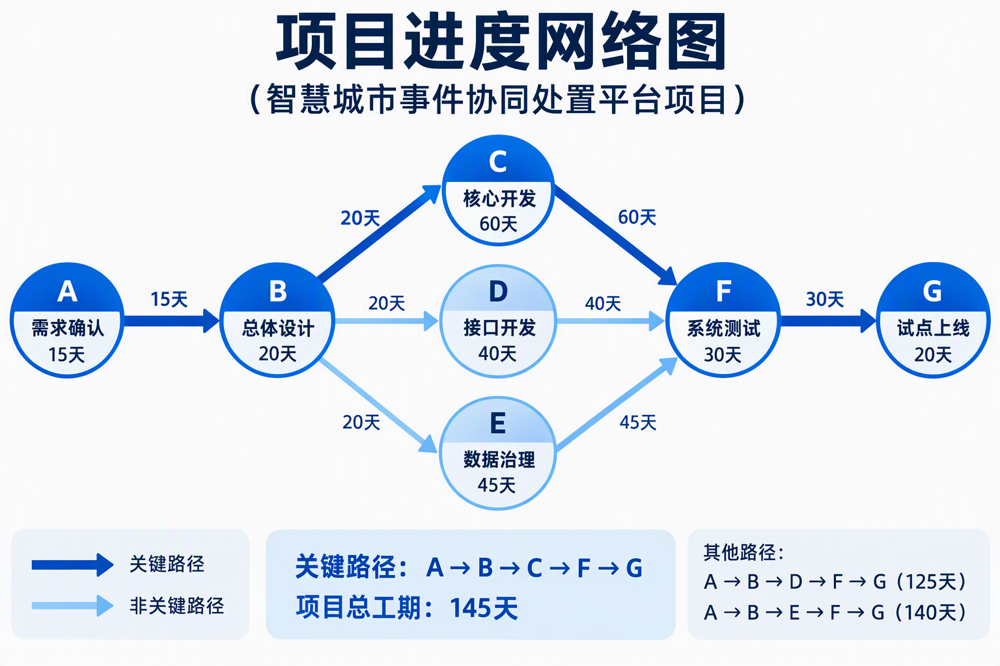 项目进度网络图
（智慧城市事件协同处置平台项目）
C
核心开发
60天
20天
60天
A
需求确认
15天
15天
B
总体设计
20天
20天
D
接口开发
40天
40天
F
系统测试
30天
30天
G
试点上线
20天
20天
E
数据治理
45天
45天
关键路径
非关键路径
关键路径：A→B→C→F→G
项目总工期：145天
其他路径：
A→B→D→F→G（125天）
A→B→E→F→G（140天）